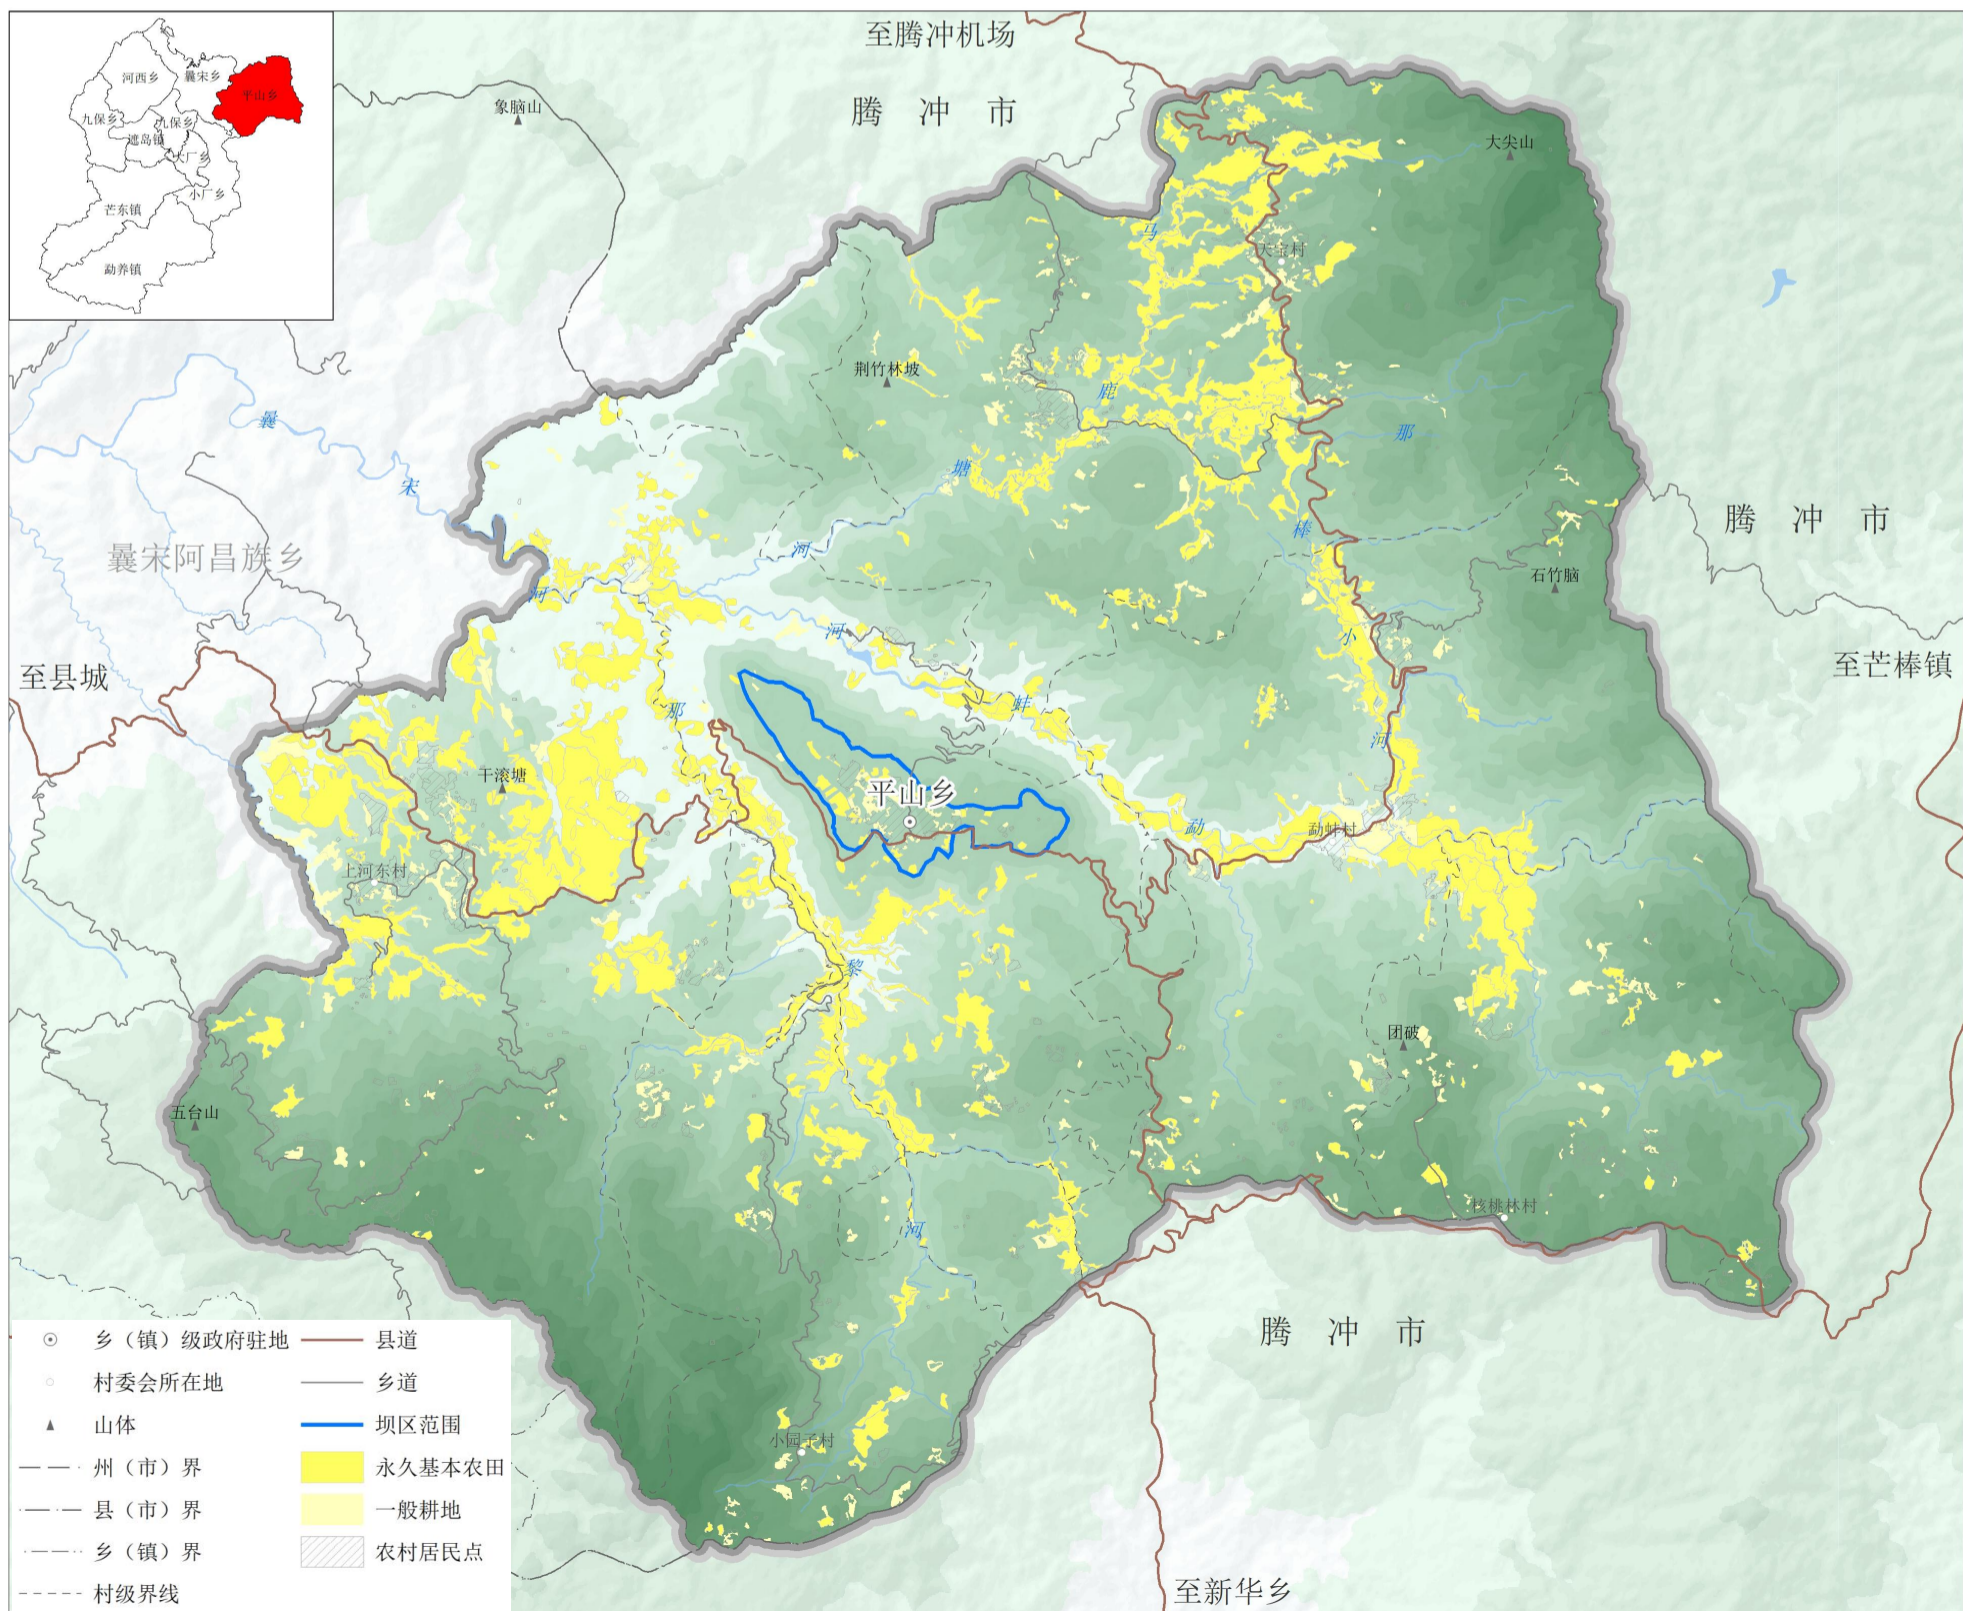 河西乡
曩宋乡
平山乡
九保乡
九保乡
遮岛镇
大厂乡
小厂乡
芒东镇
勐养镇
至腾冲机场
腾冲市
象脑山
大尖山
马
大宝村
荆竹林坡
鹿
曩
宋
塘
那
棒
河
腾冲市
曩宋阿昌族乡
石竹脑
河
河
小
至县城
至芒棒镇
那
蚌
河
干滚塘
平山乡
勐
勐蚌村
上河东村
黎
团破
五台山
核桃林村
河
腾冲市
小园子村
至新华乡
乡（镇）级政府驻地
村委会所在地
山体
州（市）界
县（市）界
乡（镇）界
村级界线
县道
乡道
坝区范围
永久基本农田
一般耕地
农村居民点